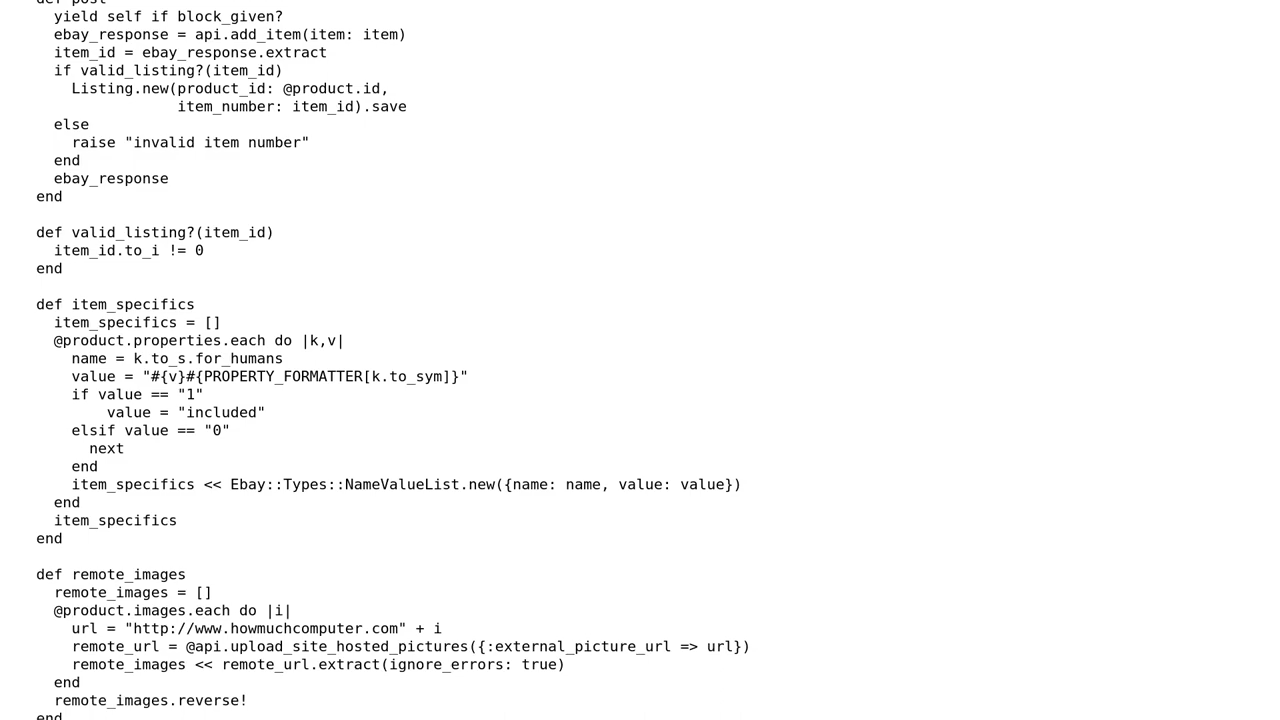 def post
  yield self if block_given?
  ebay_response = api.add_item(item: item)
  item_id = ebay_response.extract
  if valid_listing?(item_id)
    Listing.new(product_id: @product.id,
                item_number: item_id).save
  else
    raise "invalid item number"
  end
  ebay_response
end

def valid_listing?(item_id)
  item_id.to_i != 0
end

def item_specifics
  item_specifics = []
  @product.properties.each do |k,v|
    name = k.to_s.for_humans
    value = "#{v}#{PROPERTY_FORMATTER[k.to_sym]}"
    if value == "1"
        value = "included"
    elsif value == "0"
      next
    end
    item_specifics << Ebay::Types::NameValueList.new({name: name, value: value})
  end
  item_specifics
end

def remote_images
  remote_images = []
  @product.images.each do |i|
    url = "http://www.howmuchcomputer.com" + i
    remote_url = @api.upload_site_hosted_pictures({:external_picture_url => url})
    remote_images << remote_url.extract(ignore_errors: true)
  end
  remote_images.reverse!
end